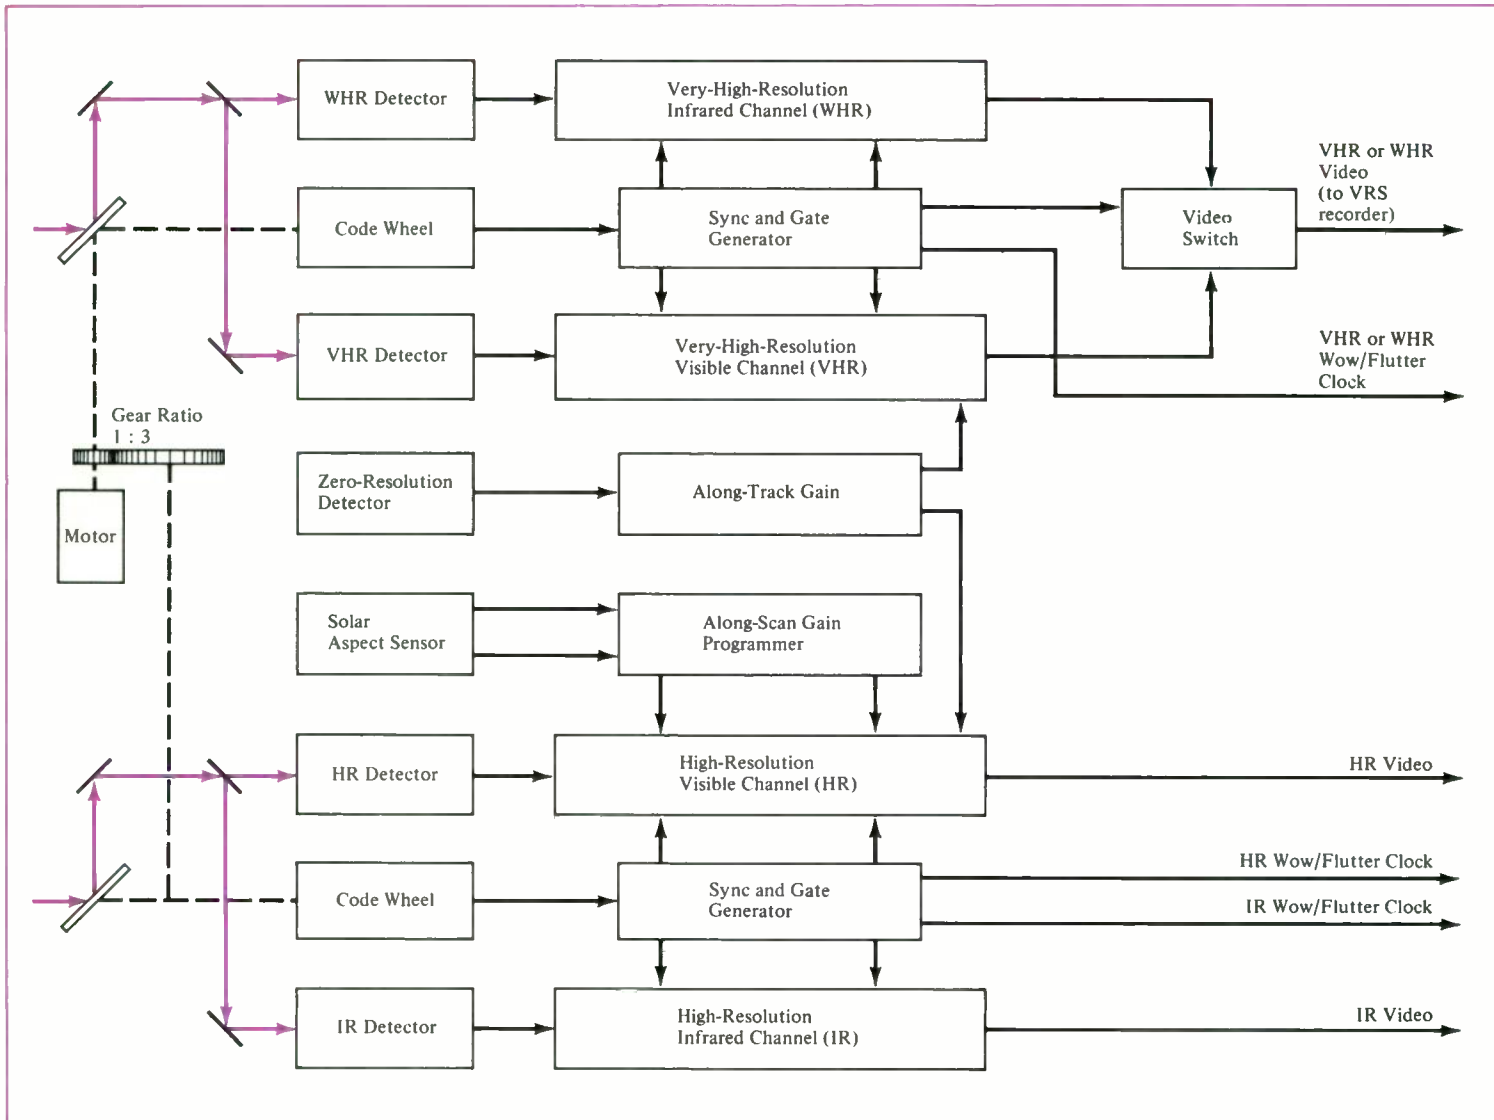 WHR Detector
Very-High-Resolution
Infrared Channel (WHR)
VHR or WHR
Video
(to VRS
recorder)
Code Wheel
Sync and Gate
Generator
Video
Switch
VHR Detector
Very-High-Resolution
Visible Channel (VHR)
VHR or WHR
Wow/Flutter
Clock
Gear Ratio
1 : 3
Motor
Zero-Resolution
Detector
Along-Track Gain
Solar
Aspect Sensor
Along-Scan Gain
Programmer
HR Detector
High-Resolution
Visible Channel (HR)
HR Video
Code Wheel
Sync and Gate
Generator
HR Wow/Flutter Clock
IR Wow/Flutter Clock
IR Detector
High-Resolution
Infrared Channel (IR)
IR Video